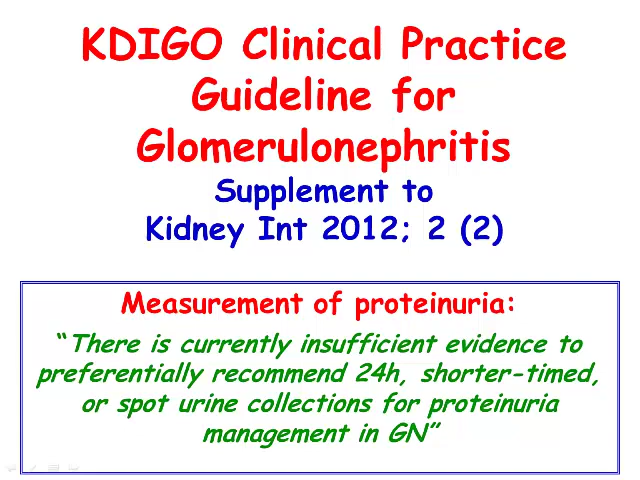 KDIGO Clinical Practice
Guideline for
Glomerulonephritis
Supplement to
Kidney Int 2012; 2 (2)
Measurement of proteinuria:
“There is currently insufficient evidence to
preferentially recommend 24h, shorter-timed,
or spot urine collections for proteinuria
management in GN”